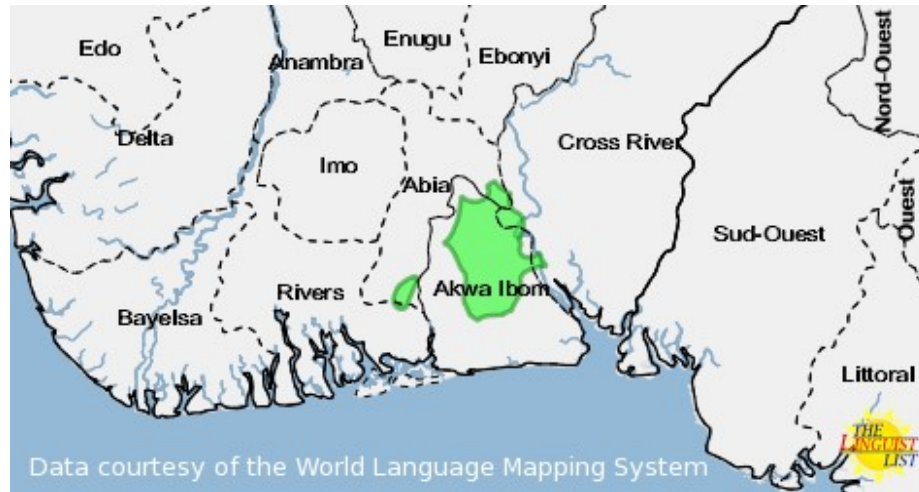 Edo
Enugu
Ebonyi
Anambra
Nord-Ouest
Delta
Cross River
Imo
Abia
Ouest
Sud-Ouest
Rivers
Akwa Ibom
Bayelsa
Littoral
THE
LINGUIST
LIST
Data courtesy of the World Language Mapping System